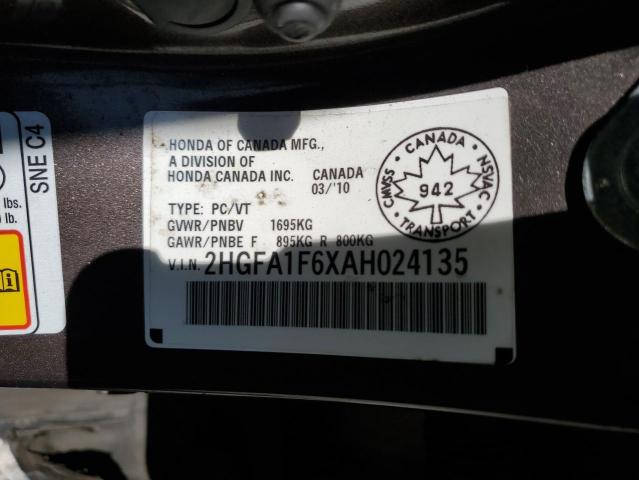 HONDA OF CANADA MFG.,
A DIVISION OF
HONDA CANADA INC. CANADA
03/'10
TYPE: PC/VT
GVWR/PNBV 1695KG
GAWR/PNBE F 895KG R 800KG
V.I.N. 2HGFA1F6XAH024135
CANADA
CMVSS
NSVAC
942
TRANSPORT
SNE C4
lbs.
lb.